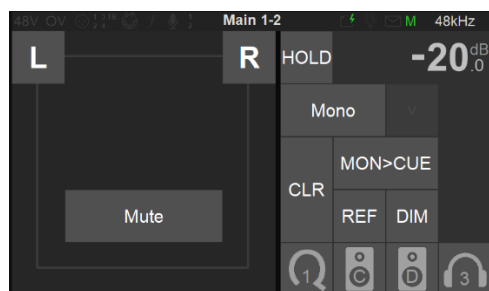 48V OV Main 1-2 M 48kHz
L R HOLD -20.0 dB
Mono
MON>CUE
CLR
Mute REF DIM
1 C D 3